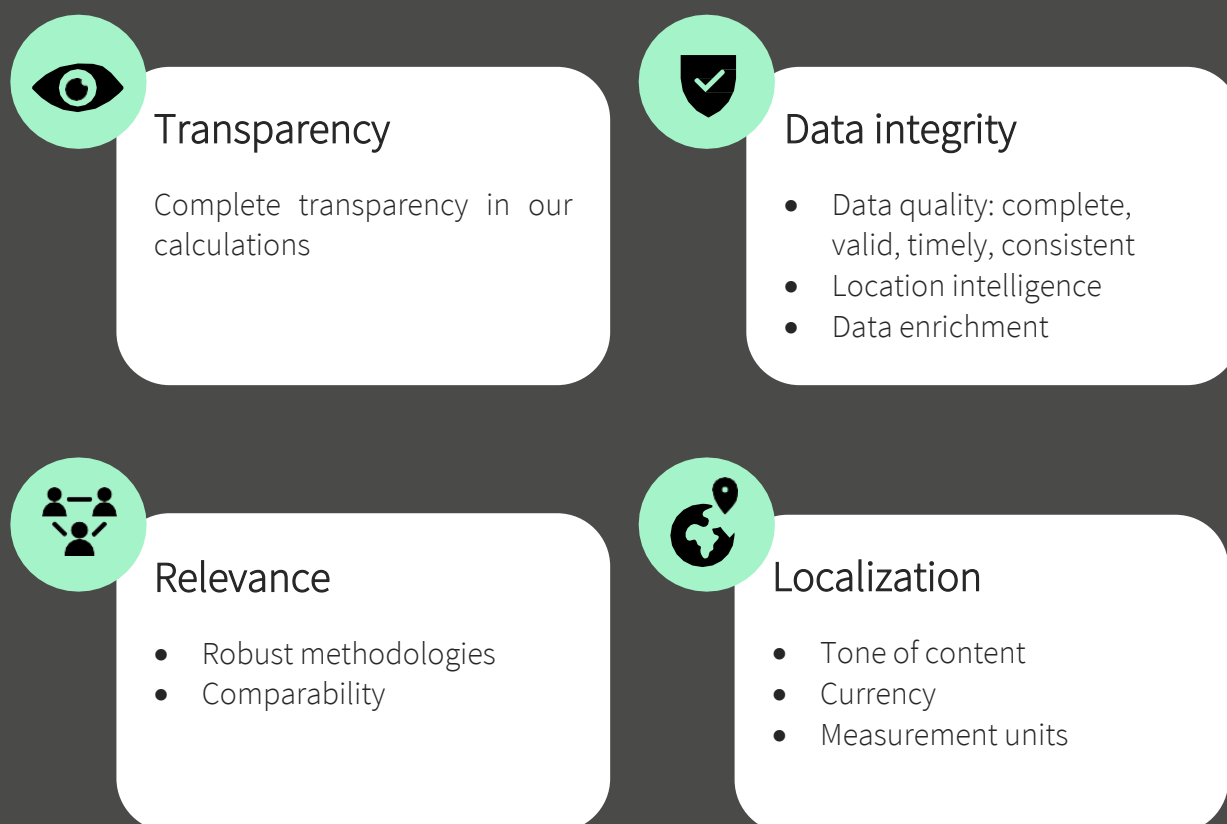 Transparency
Complete transparency in our
calculations
Data integrity
• Data quality: complete,
valid, timely, consistent
• Location intelligence
• Data enrichment
Relevance
• Robust methodologies
• Comparability
Localization
• Tone of content
• Currency
• Measurement units